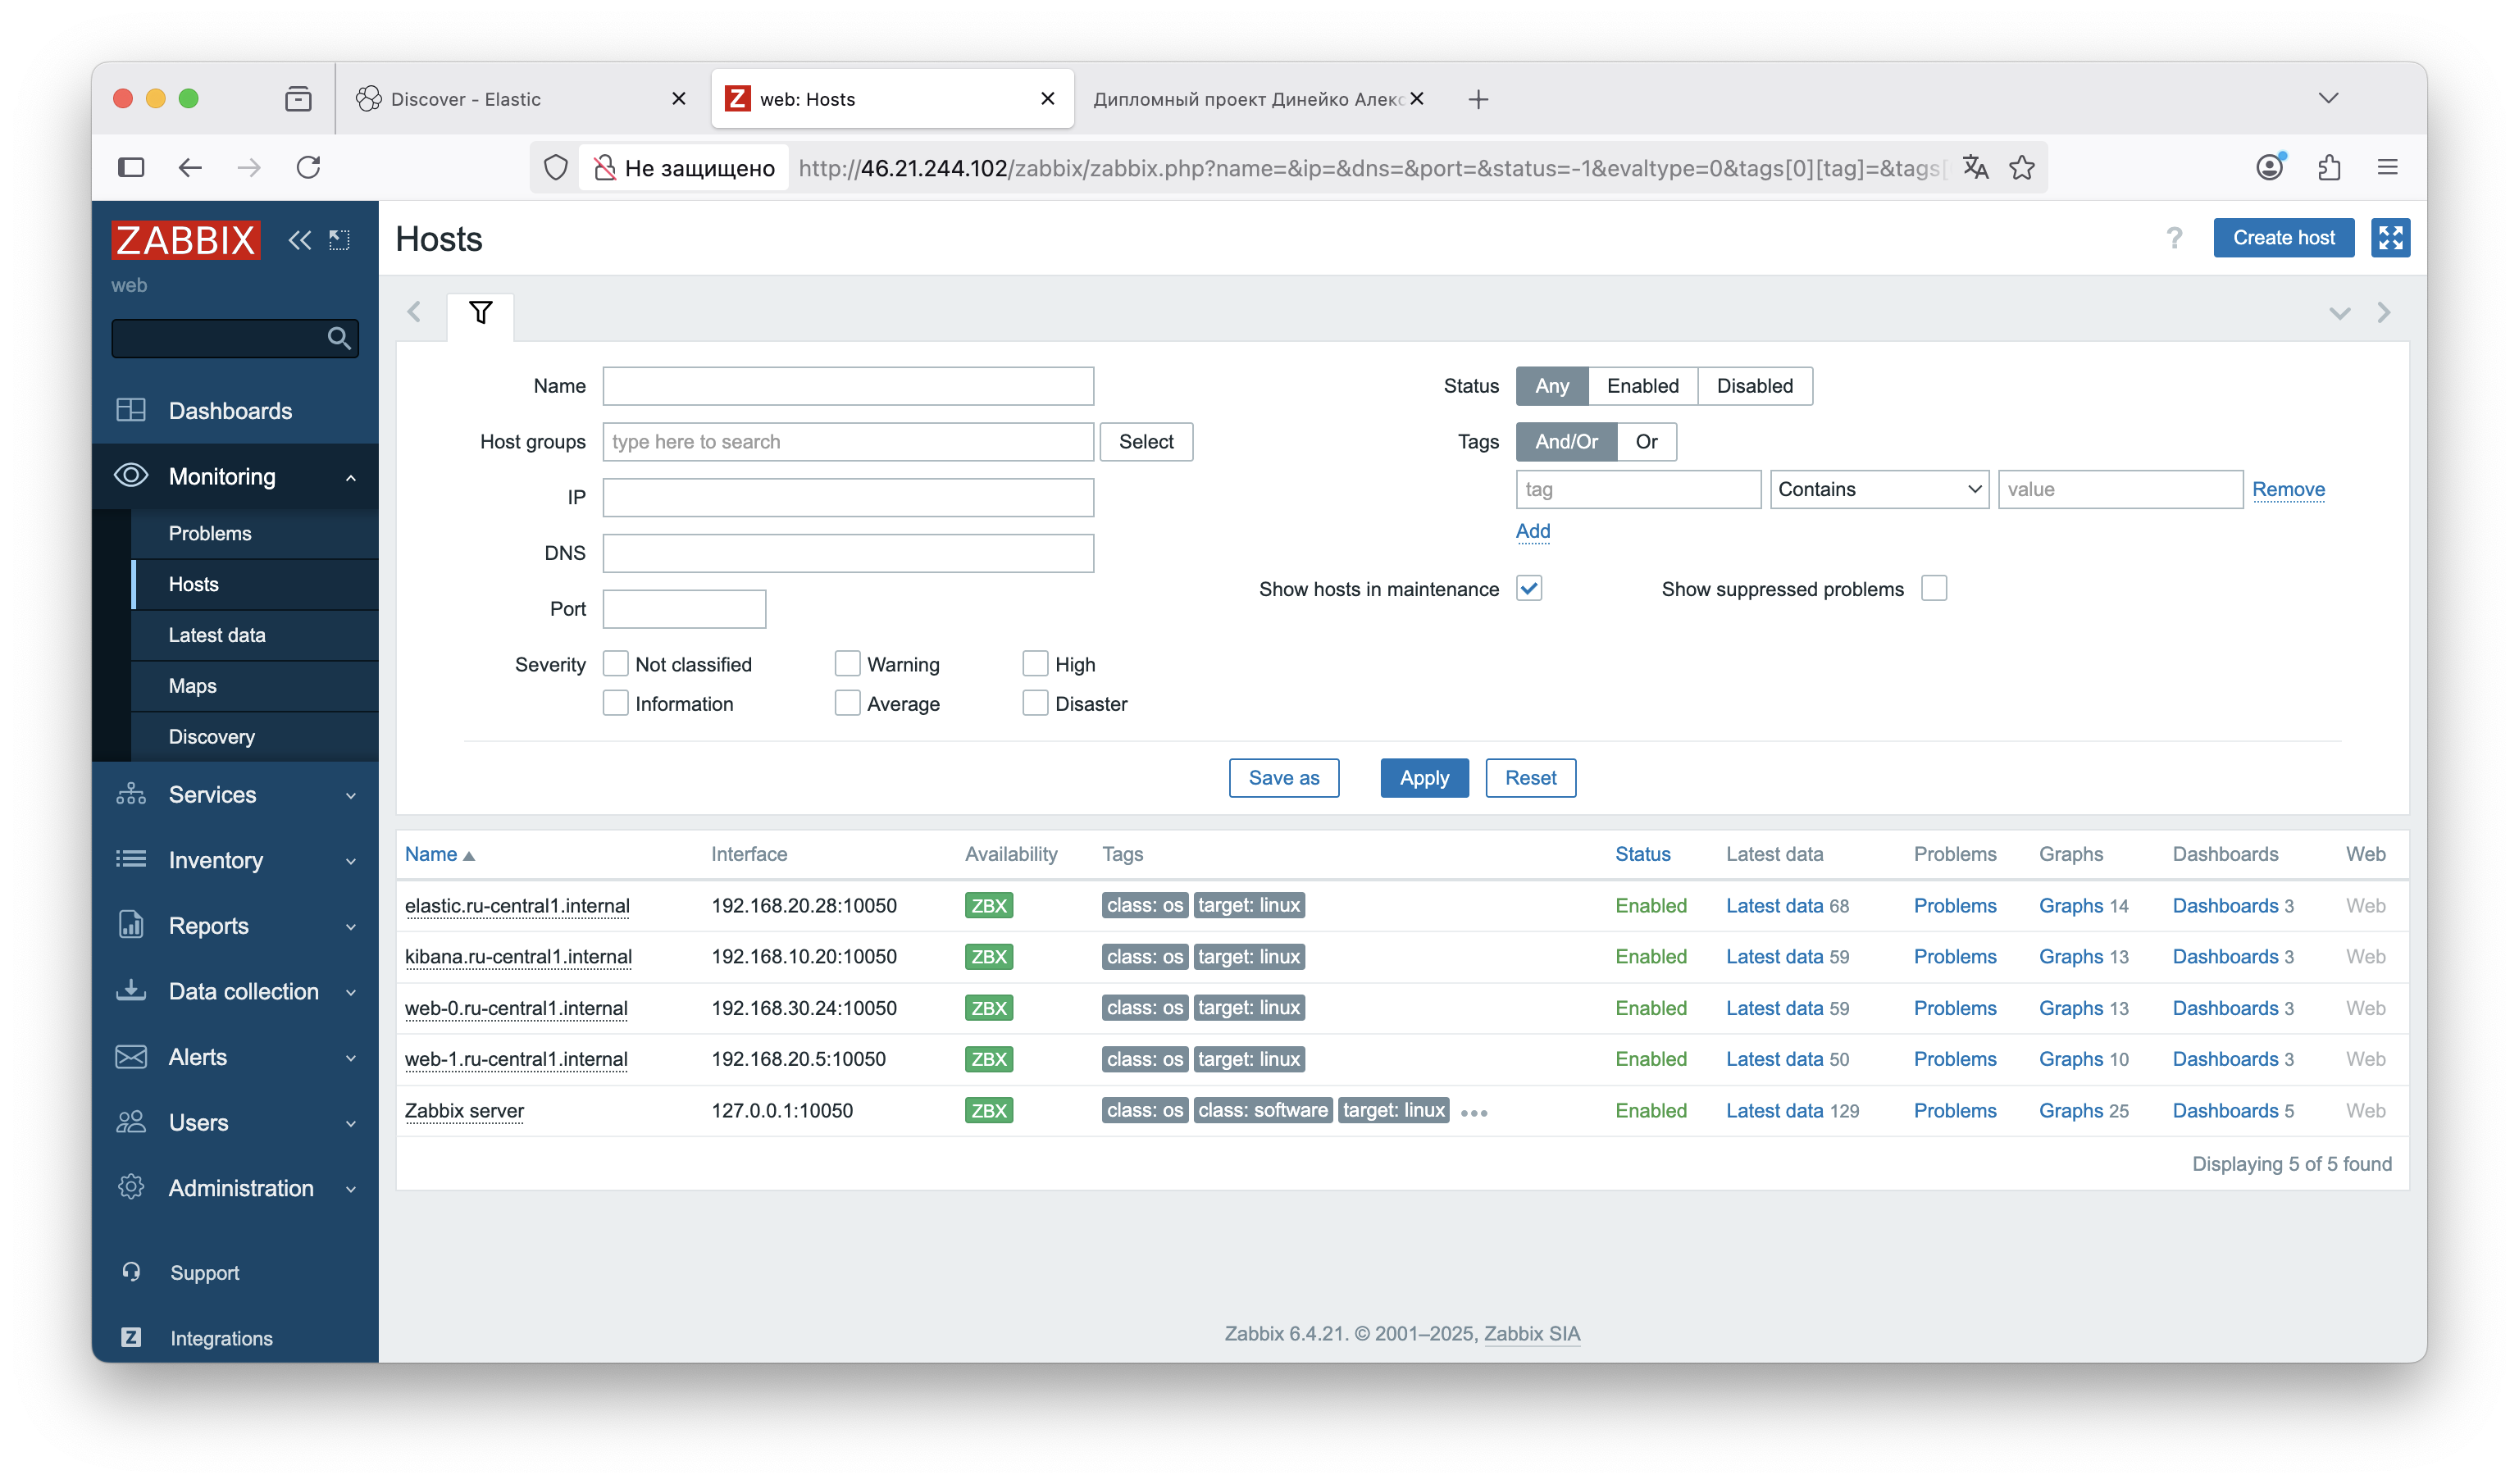 Discover - Elastic
web: Hosts
Дипломный проект Динейко Алекс
Не защищено http://46.21.244.102/zabbix/zabbix.php?name=&ip=&dns=&port=&status=-1&evaltype=0&tags[0][tag]=&tags[
ZABBIX
web
Dashboards
Monitoring
Problems
Hosts
Latest data
Maps
Discovery
Services
Inventory
Reports
Data collection
Alerts
Users
Administration
Support
Integrations
Hosts
? Create host
Name
Host groups type here to search Select
IP
DNS
Port
Severity Not classified Warning High
Information Average Disaster
Status Any Enabled Disabled
Tags And/Or Or
tag Contains value Remove
Add
Show hosts in maintenance Show suppressed problems
Save as Apply Reset
Name Interface Availability Tags Status Latest data Problems Graphs Dashboards Web
elastic.ru-central1.internal 192.168.20.28:10050 ZBX class: os target: linux Enabled Latest data 68 Problems Graphs 14 Dashboards 3 Web
kibana.ru-central1.internal 192.168.10.20:10050 ZBX class: os target: linux Enabled Latest data 59 Problems Graphs 13 Dashboards 3 Web
web-0.ru-central1.internal 192.168.30.24:10050 ZBX class: os target: linux Enabled Latest data 59 Problems Graphs 13 Dashboards 3 Web
web-1.ru-central1.internal 192.168.20.5:10050 ZBX class: os target: linux Enabled Latest data 50 Problems Graphs 10 Dashboards 3 Web
Zabbix server 127.0.0.1:10050 ZBX class: os class: software target: linux ••• Enabled Latest data 129 Problems Graphs 25 Dashboards 5 Web
Displaying 5 of 5 found
Zabbix 6.4.21. © 2001–2025, Zabbix SIA